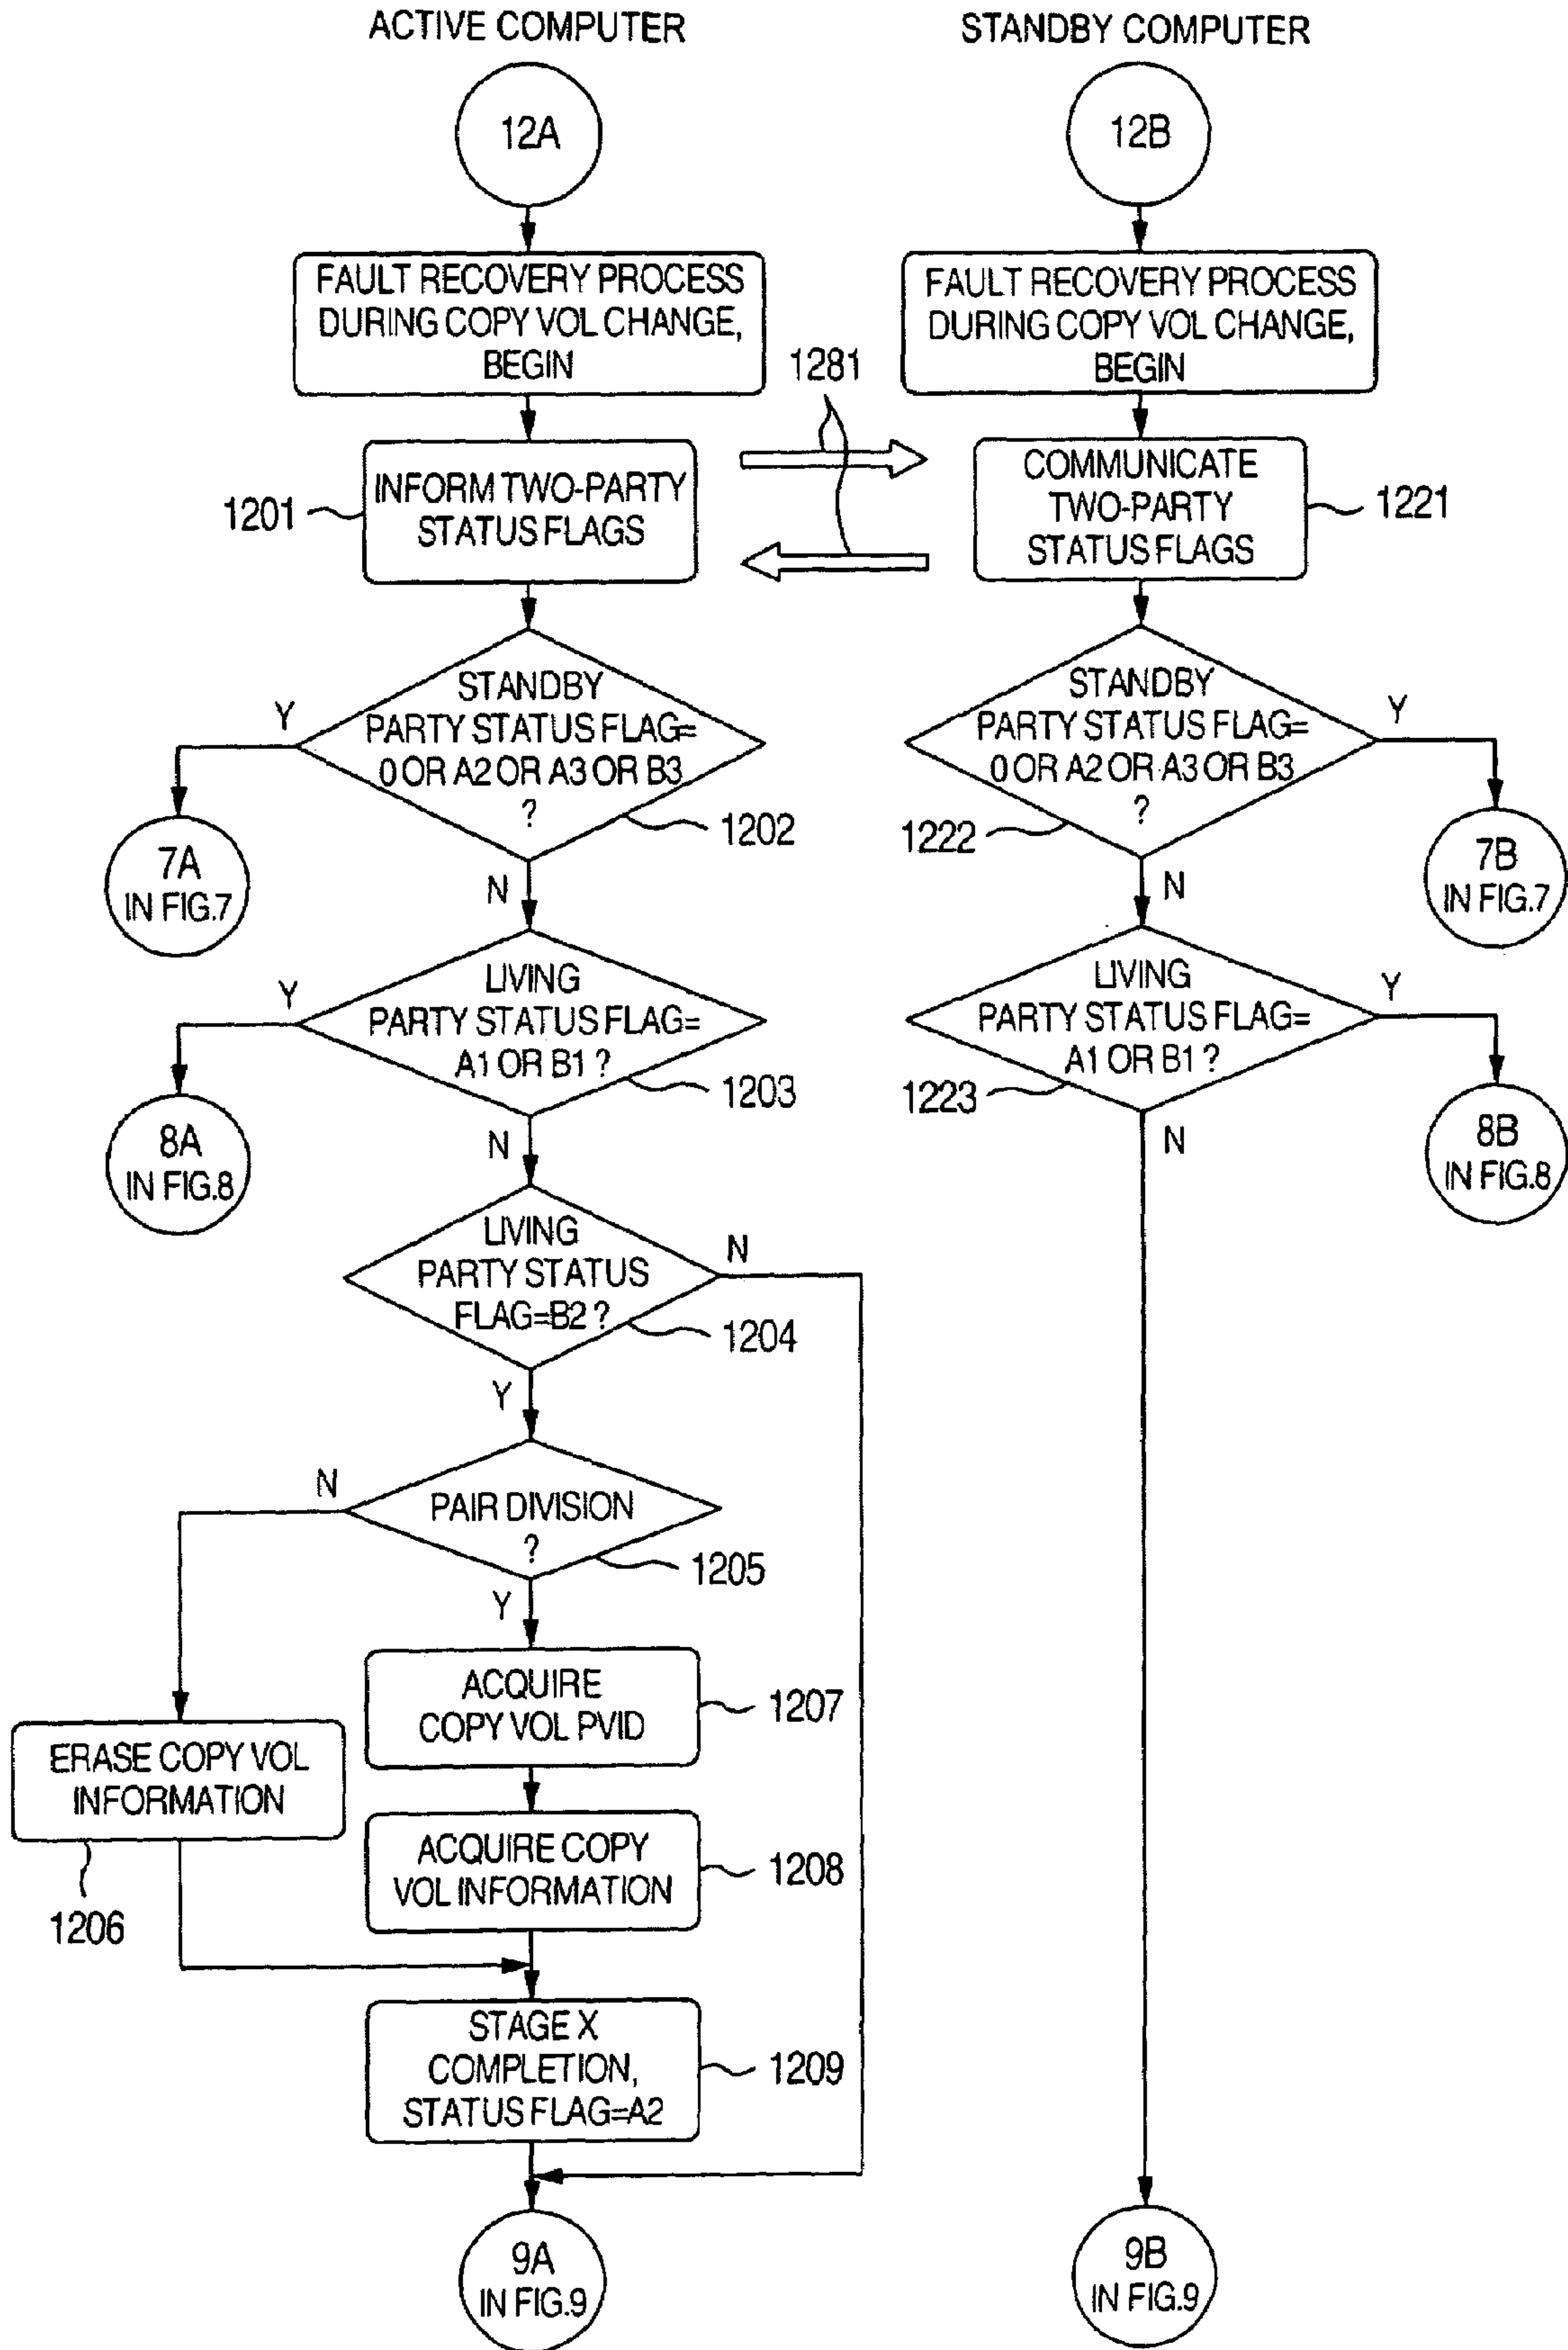 ACTIVE COMPUTER
STANDBY COMPUTER
12A
12B
FAULT RECOVERY PROCESS
DURING COPY VOL CHANGE,
BEGIN
FAULT RECOVERY PROCESS
DURING COPY VOL CHANGE,
BEGIN
1281
INFORM TWO-PARTY
STATUS FLAGS
1201
COMMUNICATE
TWO-PARTY
STATUS FLAGS
1221
STANDBY
PARTY STATUS FLAG=
0 OR A2 OR A3 OR B3
?
Y
1202
N
STANDBY
PARTY STATUS FLAG=
0 OR A2 OR A3 OR B3
?
Y
1222
N
7A
IN FIG.7
7B
IN FIG.7
LIVING
PARTY STATUS FLAG=
A1 OR B1 ?
Y
1203
N
LIVING
PARTY STATUS FLAG=
A1 OR B1 ?
Y
1223
N
8A
IN FIG.8
8B
IN FIG.8
LIVING
PARTY STATUS
FLAG=B2 ?
N
1204
Y
PAIR DIVISION
?
N
1205
Y
ACQUIRE
COPY VOL PVID
1207
ERASE COPY VOL
INFORMATION
1206
ACQUIRE COPY
VOL INFORMATION
1208
STAGE X
COMPLETION,
STATUS FLAG=A2
1209
9A
IN FIG.9
9B
IN FIG.9